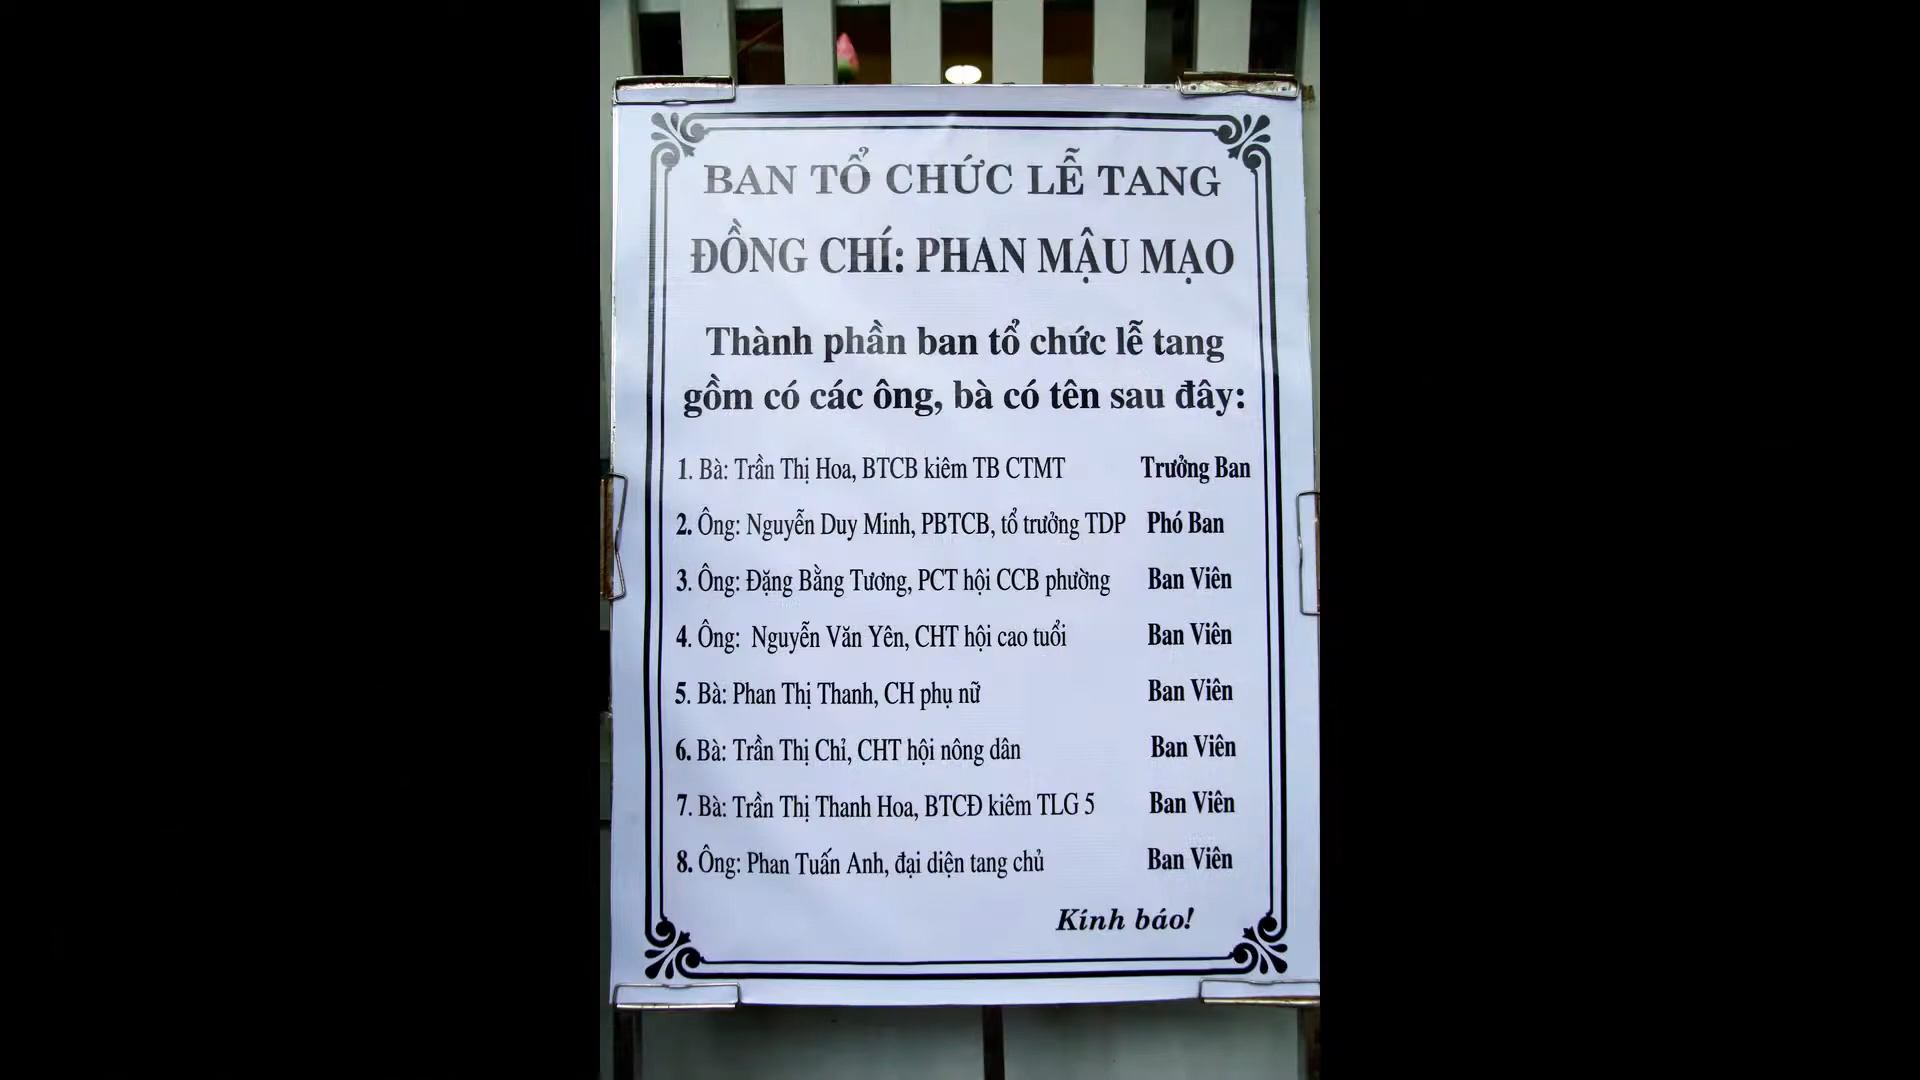 BAN TỔ CHỨC LỄ TANG
ĐỒNG CHÍ: PHAN MẬU MẠO
Thành phần ban tổ chức lễ tang
gồm có các ông, bà có tên sau đây:
1. Bà: Trần Thị Hoa, BTCB kiêm TB CTMT Trưởng Ban
2. Ông: Nguyễn Duy Minh, PBTCB, tổ trưởng TDP Phó Ban
3. Ông: Đặng Bằng Tương, PCT hội CCB phường Ban Viên
4. Ông: Nguyễn Văn Yên, CHT hội cao tuổi Ban Viên
5. Bà: Phan Thị Thanh, CH phụ nữ Ban Viên
6. Bà: Trần Thị Chỉ, CHT hội nông dân Ban Viên
7. Bà: Trần Thị Thanh Hoa, BTCĐ kiêm TLG 5 Ban Viên
8. Ông: Phan Tuấn Anh, đại diện tang chủ Ban Viên
Kính báo!